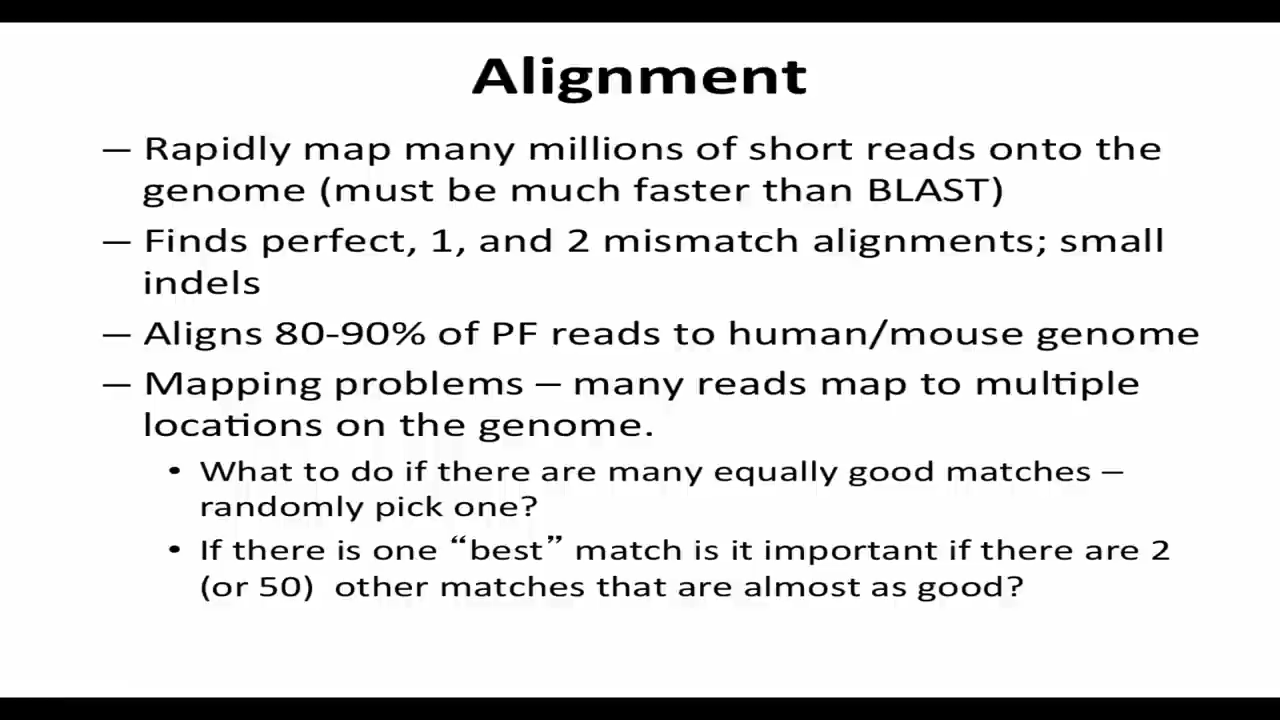 Alignment
— Rapidly map many millions of short reads onto the
genome (must be much faster than BLAST)
— Finds perfect, 1, and 2 mismatch alignments; small
indels
— Aligns 80-90% of PF reads to human/mouse genome
— Mapping problems – many reads map to multiple
locations on the genome.
• What to do if there are many equally good matches –
randomly pick one?
• If there is one “best” match is it important if there are 2
(or 50)  other matches that are almost as good?